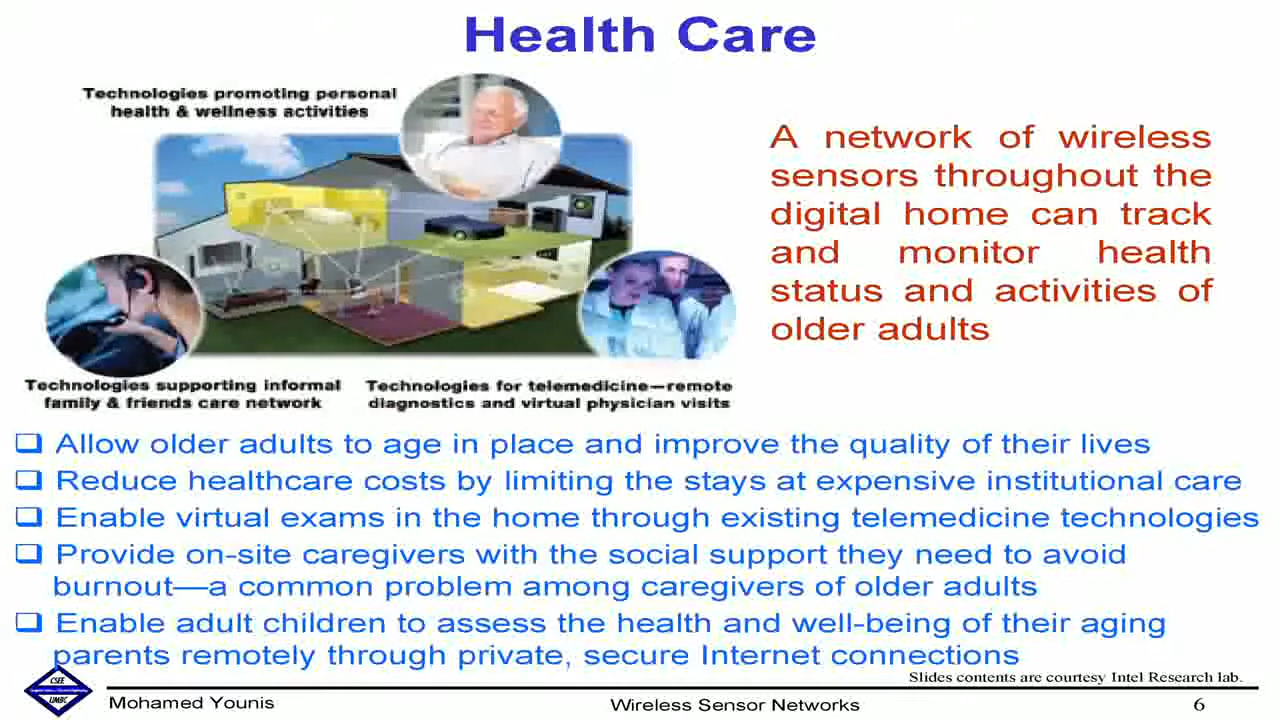 Health Care
Technologies promoting personal
health & wellness activities
A network of wireless
sensors throughout the
digital home can track
and monitor health
status and activities of
older adults
Technologies supporting informal
family & friends care network
Technologies for telemedicine—remote
diagnostics and virtual physician visits
❑ Allow older adults to age in place and improve the quality of their lives
❑ Reduce healthcare costs by limiting the stays at expensive institutional care
❑ Enable virtual exams in the home through existing telemedicine technologies
❑ Provide on-site caregivers with the social support they need to avoid
burnout—a common problem among caregivers of older adults
❑ Enable adult children to assess the health and well-being of their aging
parents remotely through private, secure Internet connections
Slides contents are courtesy Intel Research lab.
CSEE
UMBC
Mohamed Younis
Wireless Sensor Networks
6